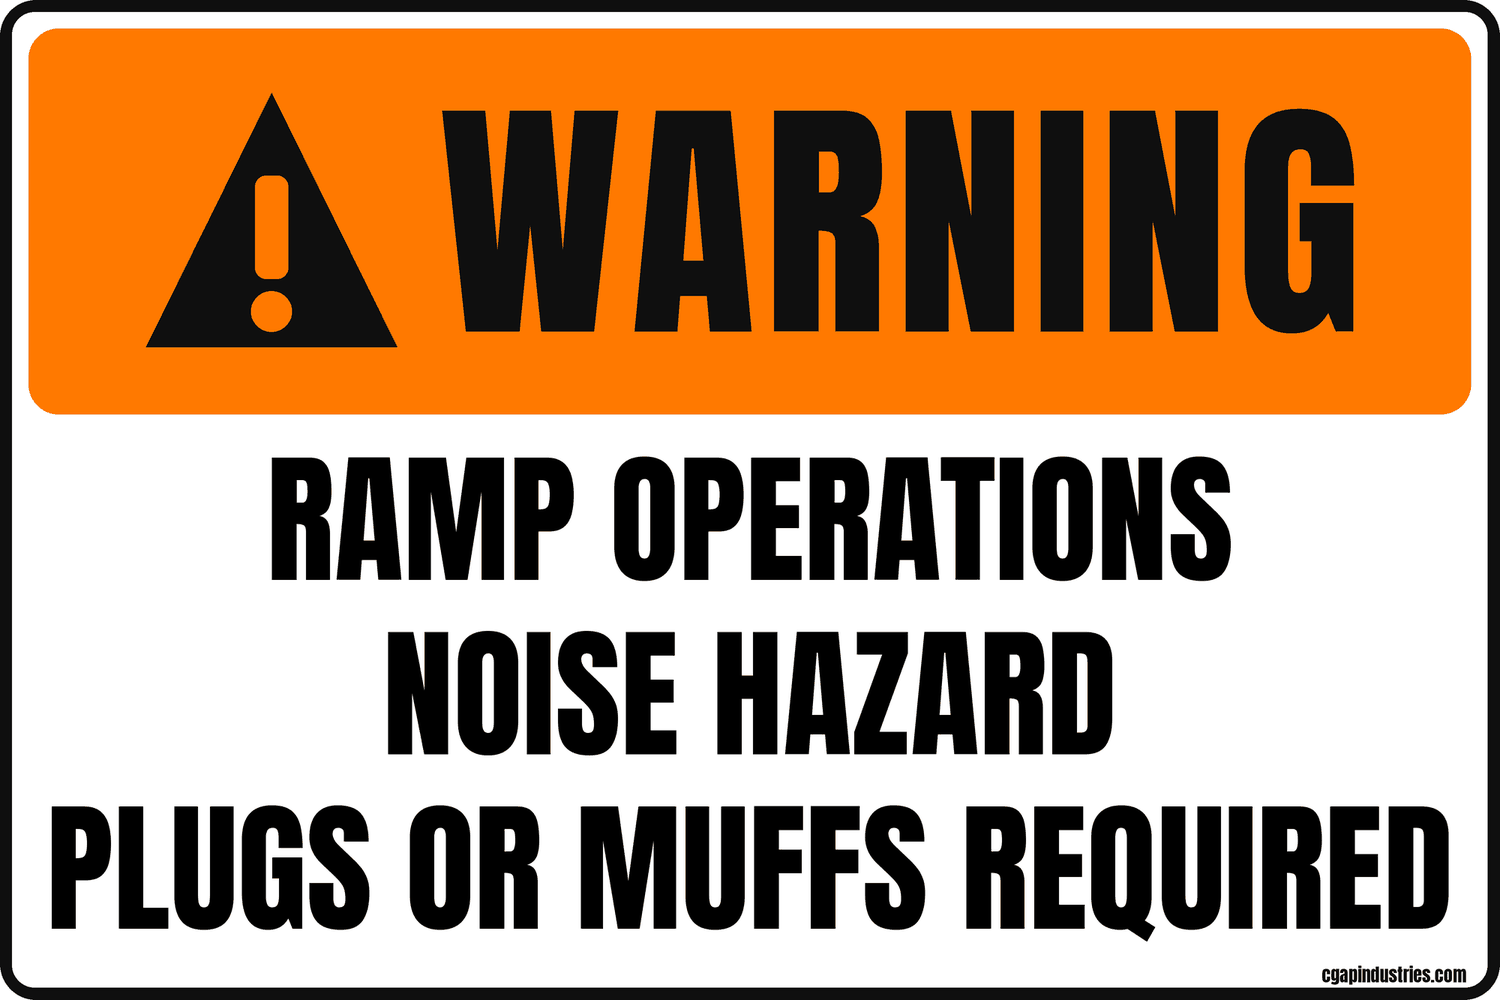 WARNING
RAMP OPERATIONS
NOISE HAZARD
PLUGS OR MUFFS REQUIRED
cgapindustries.com